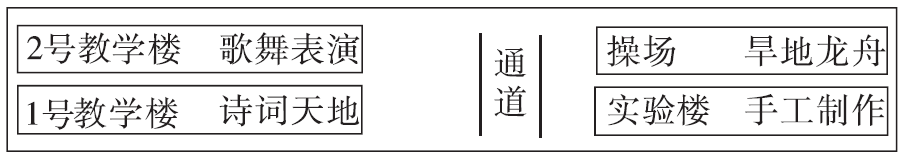 2号教学楼 歌舞表演
1号教学楼 诗词天地
通道
操场 旱地龙舟
实验楼 手工制作